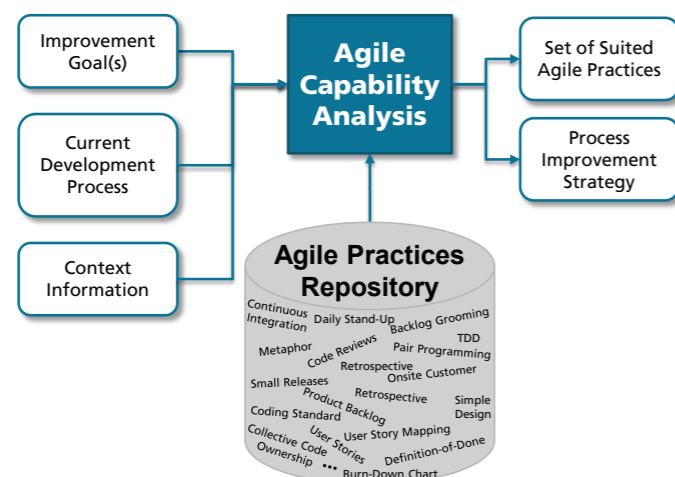 Improvement
Goal(s)
Current
Development
Process
Context
Information
Agile
Capability
Analysis
Set of Suited
Agile Practices
Process
Improvement
Strategy
Agile Practices
Repository
Continuous
Integration
Daily Stand-Up
Backlog Grooming
TDD
Metaphor
Code Reviews
Pair Programming
Retrospective
Onsite Customer
Small Releases
Product Backlog
Retrospective
Simple
Design
Coding Standard
User Stories
User Story Mapping
Collective Code
Ownership
...
Definition-of-Done
Burn-Down Chart